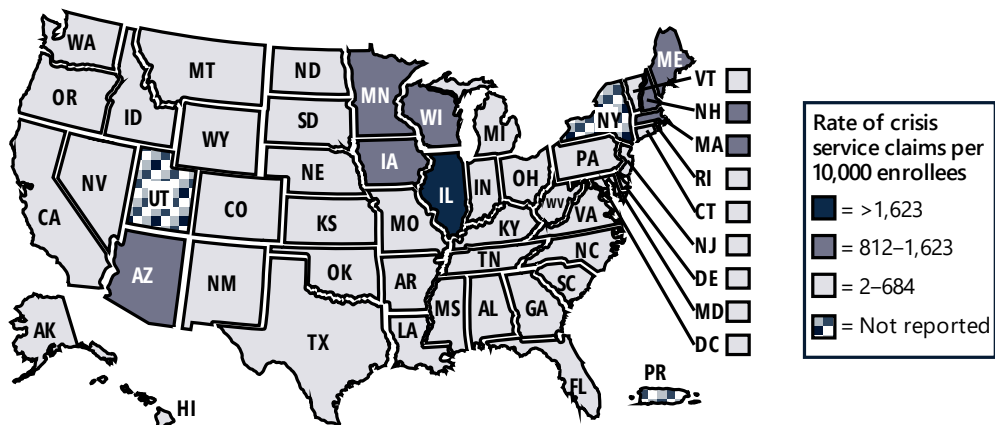 WA
MT
ND
MN
ME
VT
OR
ID
SD
WI
MI
NY
NH
WY
MA
IA
NE
PA
RI
NV
UT
IL
IN
OH
CT
CA
CO
KS
MO
WV
VA
KY
NJ
NC
TN
DE
AZ
NM
OK
AR
SC
MD
MS
AL
GA
AK
LA
TX
DC
FL
PR
HI
Rate of crisis
service claims per
10,000 enrollees
= >1,623
= 812–1,623
= 2–684
= Not reported